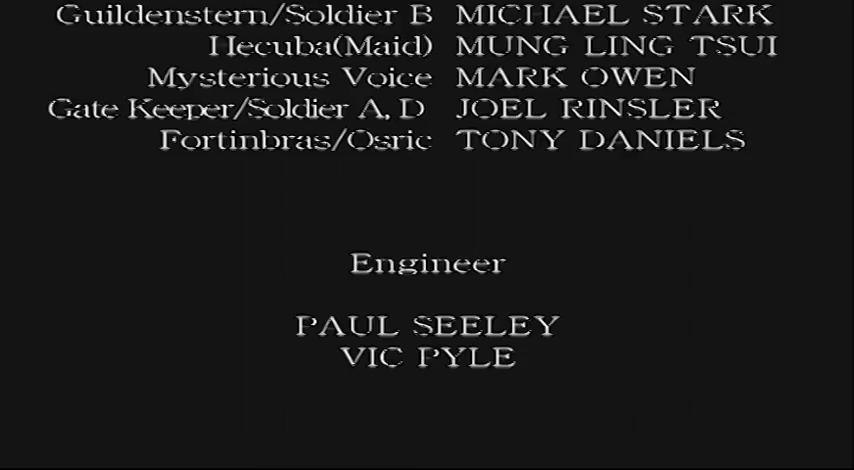 Guildenstern/Soldier B MICHAEL STARK
Hecuba(Maid) MUNG LING TSUI
Mysterious Voice MARK OWEN
Gate Keeper/Soldier A, D JOEL RINSLER
Fortinbras/Osric TONY DANIELS
Engineer
PAUL SEELEY
VIC PYLE